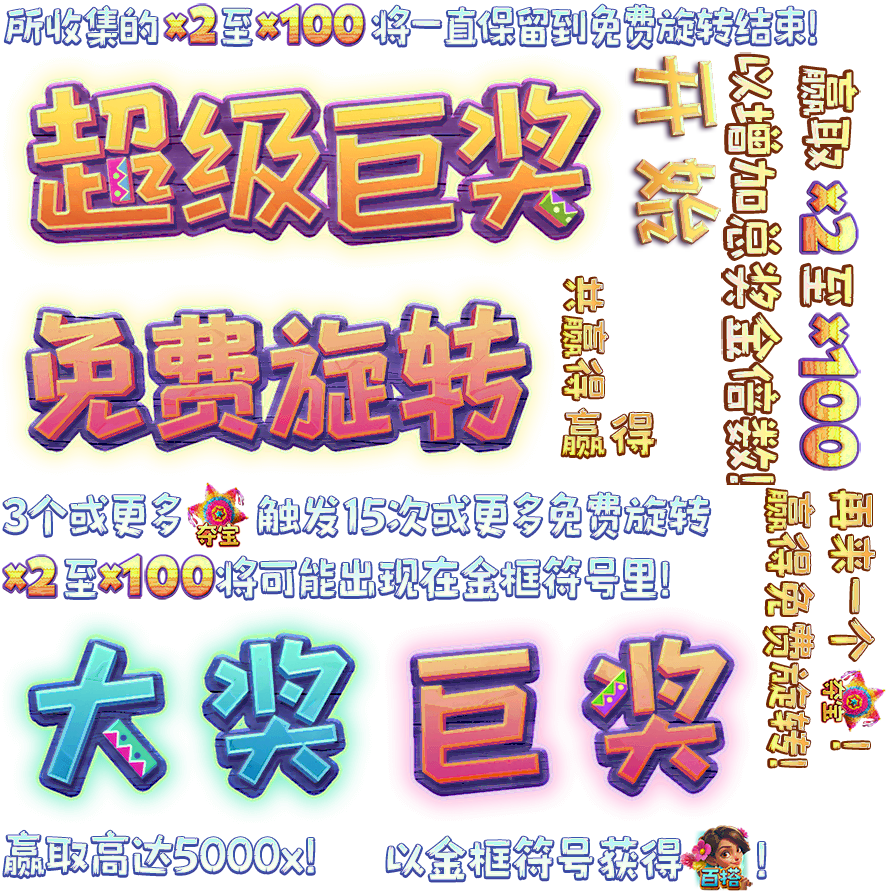 所收集的 ×2至×100 将一直保留到免费旋转结束!
超级巨奖
开始
以增加总奖金倍数!
赢取 ×2至×100
免费旋转
共赢得
赢得
3个或更多 夺宝 触发15次或更多免费旋转
×2至×100将可能出现在金框符号里!
再来一个 夺宝 !
赢得免费旋转!
大奖
巨奖
赢取高达5000x!
以金框符号获得 百搭 !